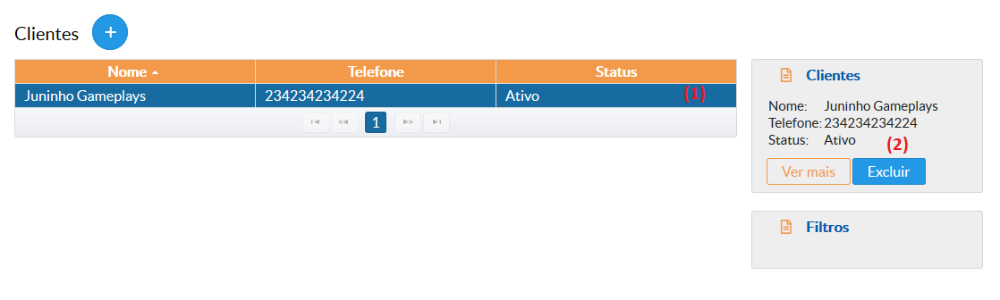 Clientes +
Nome Telefone Status
Juninho Gameplays 234234234224 Ativo (1)
1
Clientes
Nome: Juninho Gameplays
Telefone: 234234234224
Status: Ativo (2)
Ver mais Excluir
Filtros